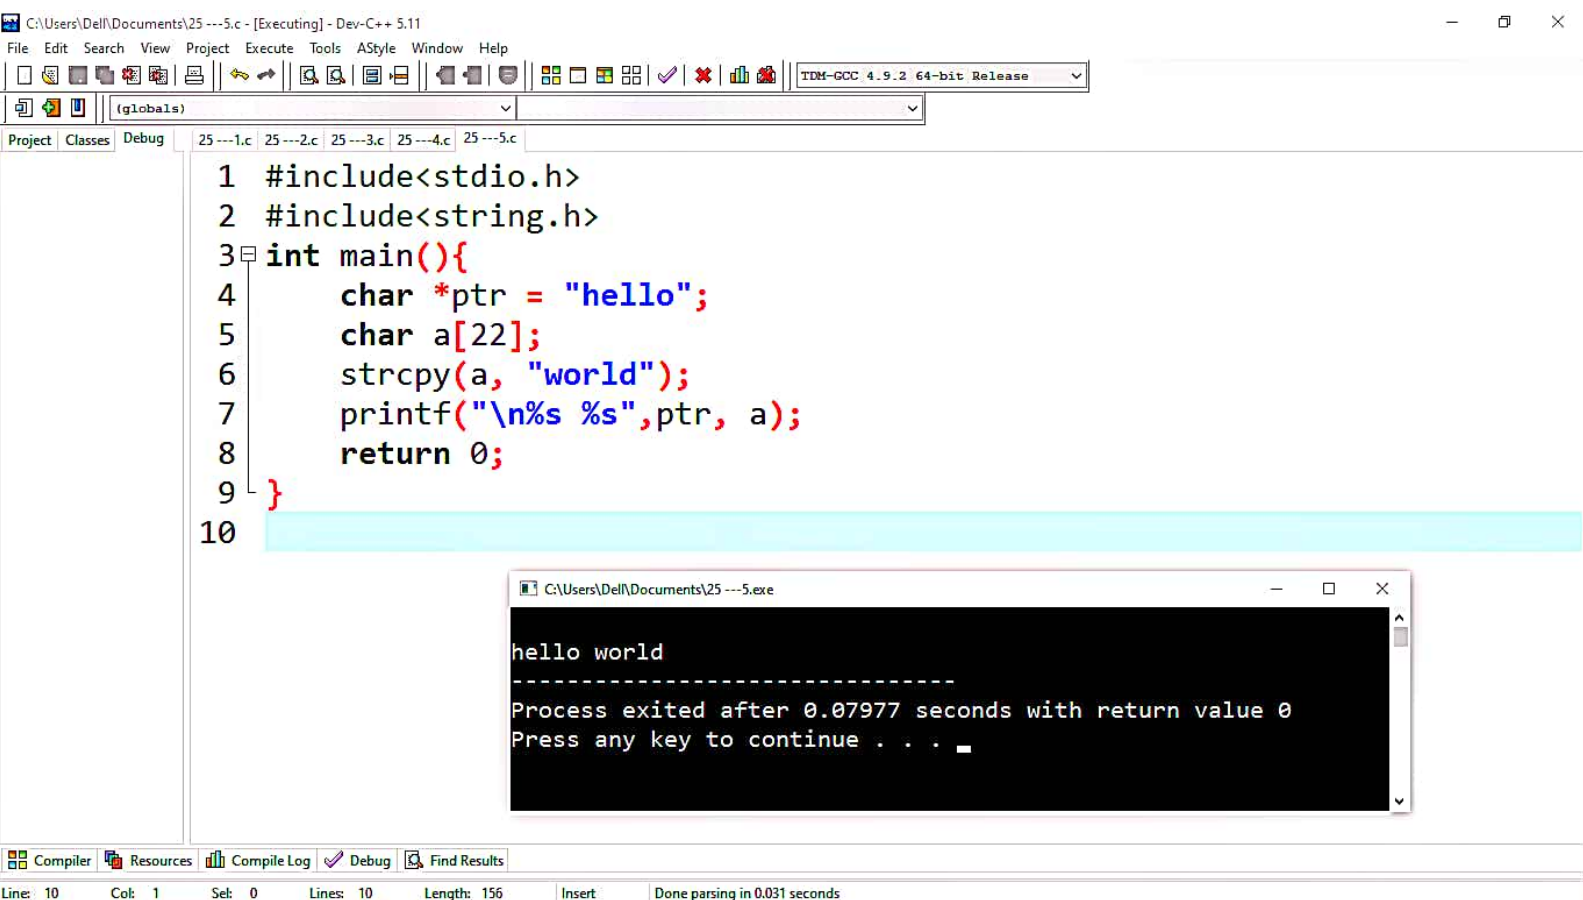 C:\Users\Dell\Documents\25 ---5.c - [Executing] - Dev-C++ 5.11
File Edit Search View Project Execute Tools AStyle Window Help
TDM-GCC 4.9.2 64-bit Release
(globals)
Project Classes Debug 25 ---1.c 25 ---2.c 25 ---3.c 25 ---4.c 25 ---5.c
1 #include<stdio.h>
2 #include<string.h>
3 int main(){
4 char *ptr = "hello";
5 char a[22];
6 strcpy(a, "world");
7 printf("\n%s %s",ptr, a);
8 return 0;
9 }
10
C:\Users\Dell\Documents\25 ---5.exe
hello world
--------------------------------
Process exited after 0.07977 seconds with return value 0
Press any key to continue . . . _
Compiler Resources Compile Log Debug Find Results
Line: 10 Col: 1 Sel: 0 Lines: 10 Length: 156 Insert Done parsing in 0.031 seconds